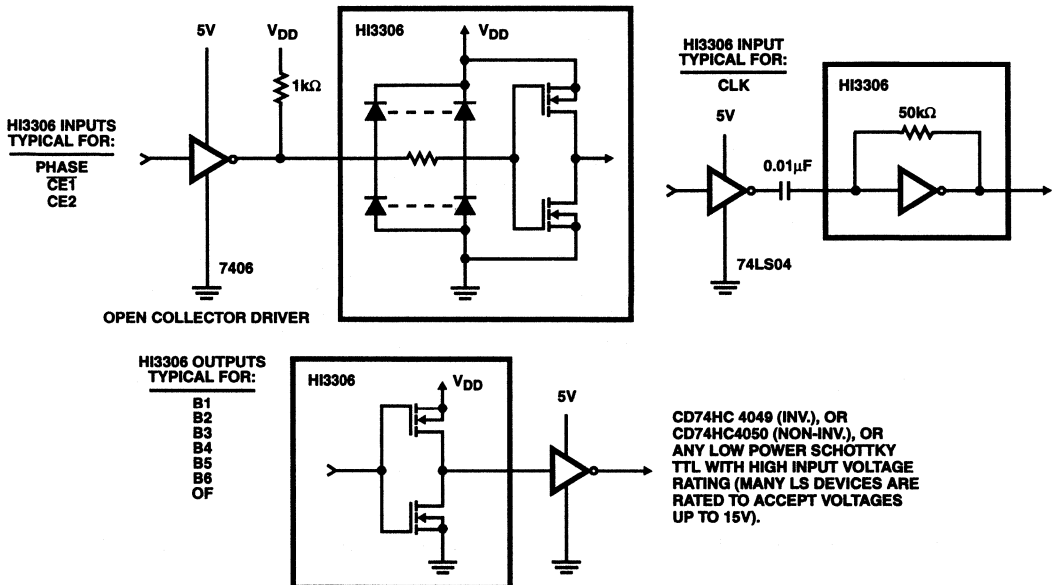 HI3306 INPUTS
TYPICAL FOR:
PHASE
CE1
CE2
5V
VDD
1kΩ
7406
OPEN COLLECTOR DRIVER
HI3306
VDD
HI3306 INPUT
TYPICAL FOR:
CLK
5V
0.01μF
74LS04
HI3306
50kΩ
HI3306 OUTPUTS
TYPICAL FOR:
B1
B2
B3
B4
B5
B6
OF
HI3306
VDD
5V
CD74HC 4049 (INV.), OR
CD74HC4050 (NON-INV.), OR
ANY LOW POWER SCHOTTKY
TTL WITH HIGH INPUT VOLTAGE
RATING (MANY LS DEVICES ARE
RATED TO ACCEPT VOLTAGES
UP TO 15V).